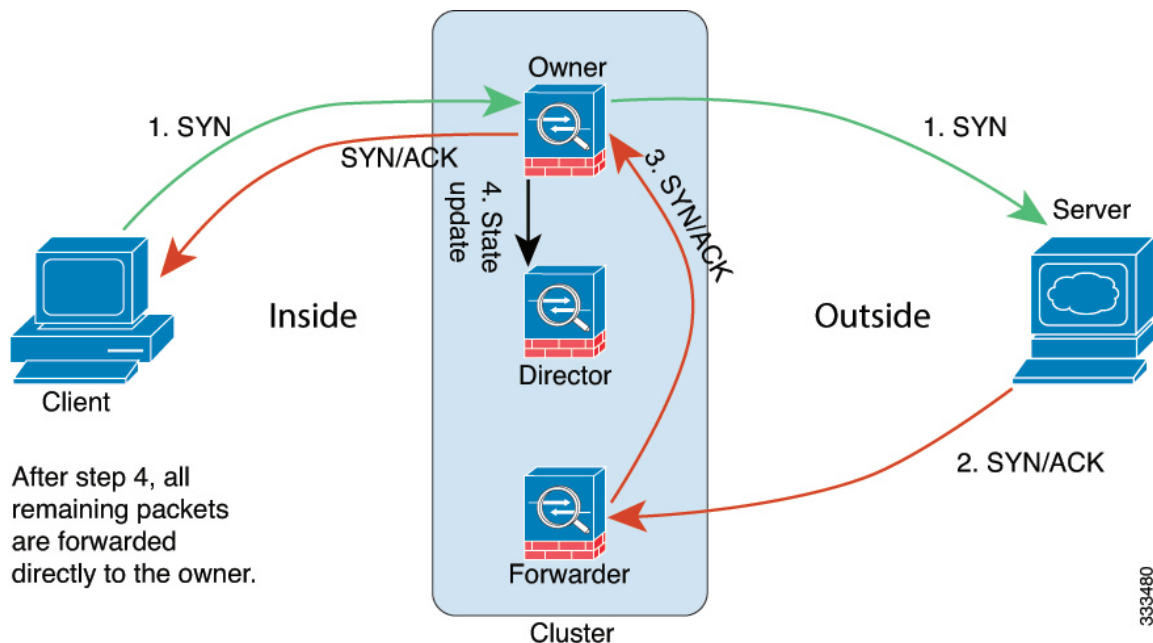 Owner
1. SYN
1. SYN
SYN/ACK
3. SYN/ACK
4. State
update
Server
Inside
Outside
Director
Client
2. SYN/ACK
After step 4, all
remaining packets
are forwarded
directly to the owner.
Forwarder
333480
Cluster